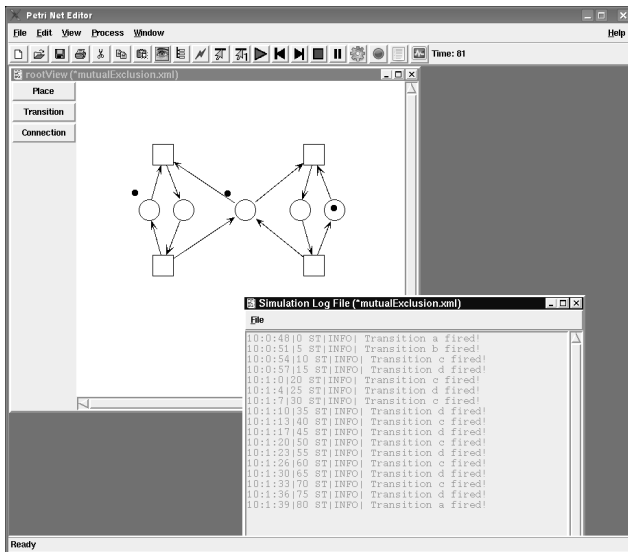 Petri Net Editor
File Edit View Process Window Help
Time: 81
rootView (*mutualExclusion.xml)
Place
Transition
Connection
Simulation Log File (*mutualExclusion.xml)
File
10:0:48|0 ST|INFO| Transition a fired!
10:0:51|5 ST|INFO| Transition b fired!
10:0:54|10 ST|INFO| Transition c fired!
10:0:57|15 ST|INFO| Transition d fired!
10:1:0|20 ST|INFO| Transition c fired!
10:1:4|25 ST|INFO| Transition d fired!
10:1:7|30 ST|INFO| Transition c fired!
10:1:10|35 ST|INFO| Transition d fired!
10:1:13|40 ST|INFO| Transition c fired!
10:1:17|45 ST|INFO| Transition d fired!
10:1:20|50 ST|INFO| Transition c fired!
10:1:23|55 ST|INFO| Transition d fired!
10:1:26|60 ST|INFO| Transition c fired!
10:1:30|65 ST|INFO| Transition d fired!
10:1:33|70 ST|INFO| Transition c fired!
10:1:36|75 ST|INFO| Transition d fired!
10:1:39|80 ST|INFO| Transition a fired!
Ready